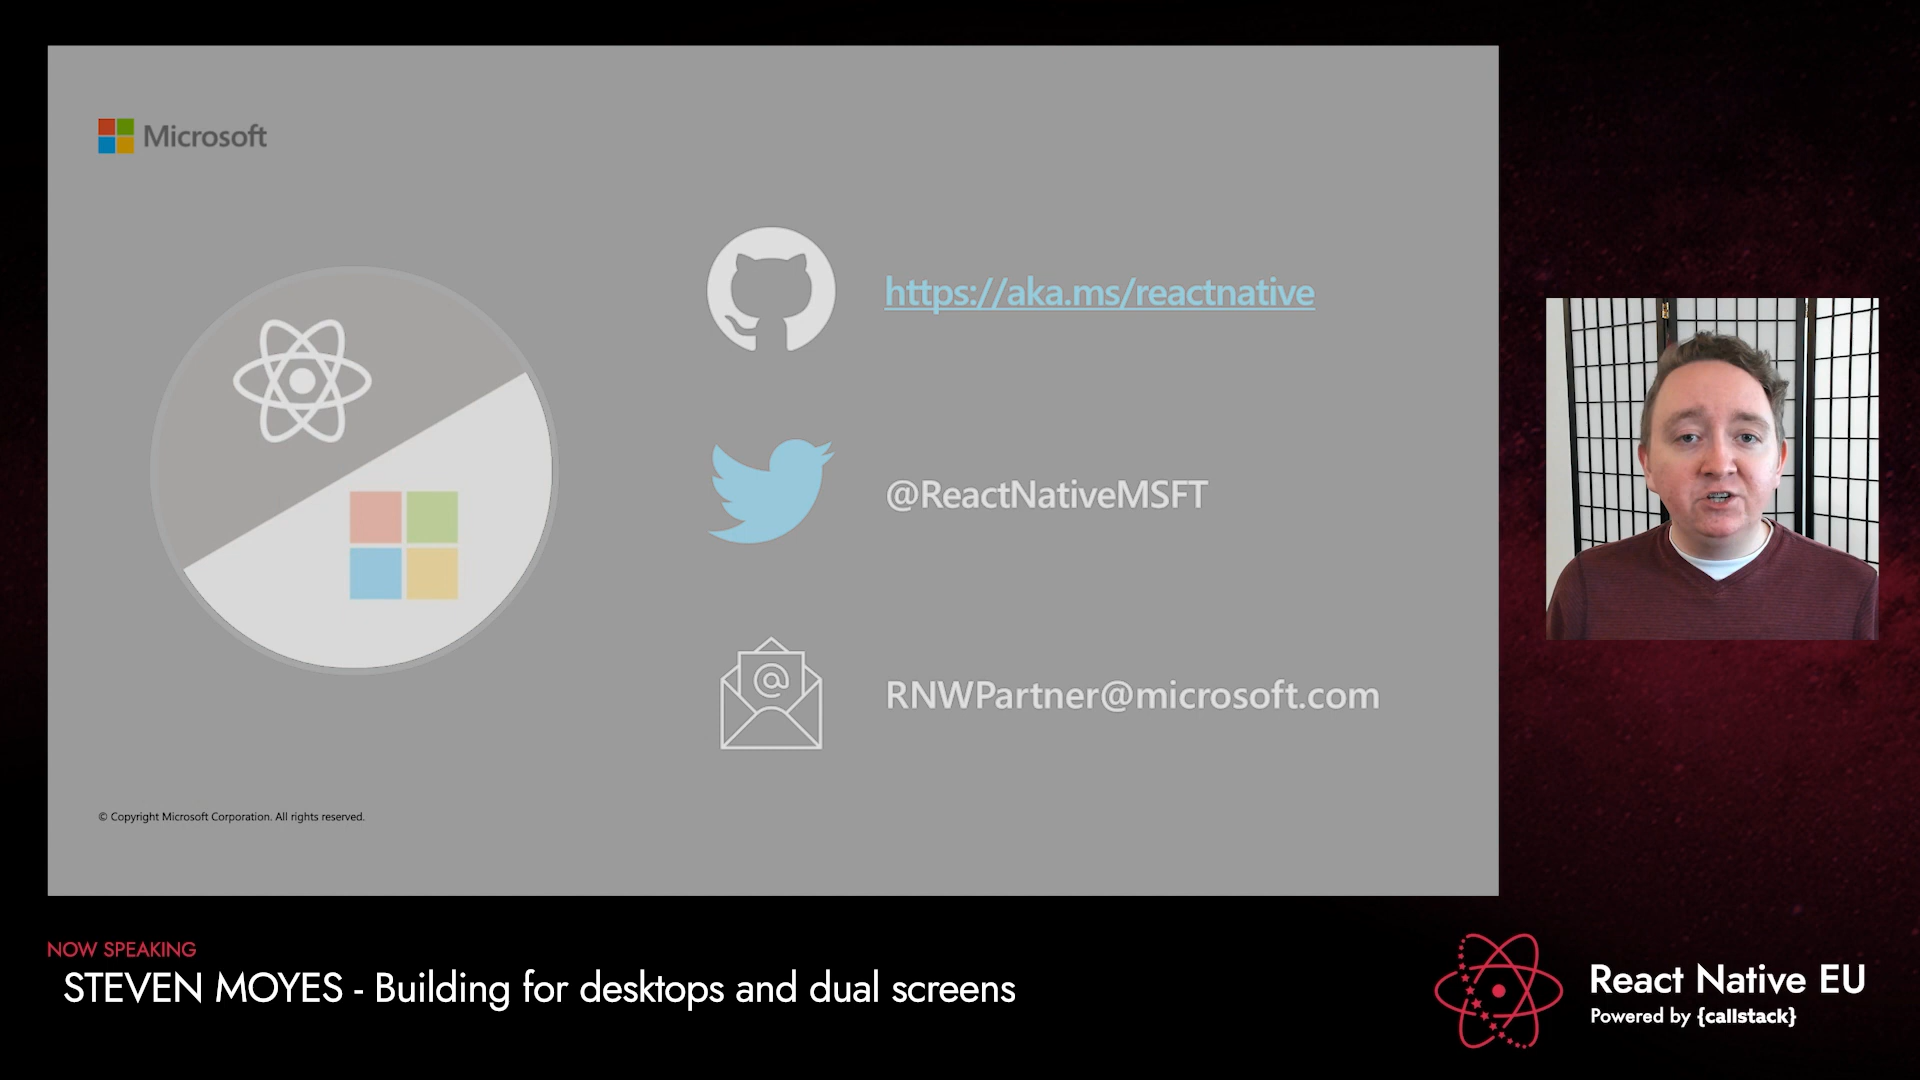 Microsoft
https://aka.ms/reactnative
@ReactNativeMSFT
@
RNWPartner@microsoft.com
© Copyright Microsoft Corporation. All rights reserved.
NOW SPEAKING
STEVEN MOYES - Building for desktops and dual screens
React Native EU
Powered by {callstack}